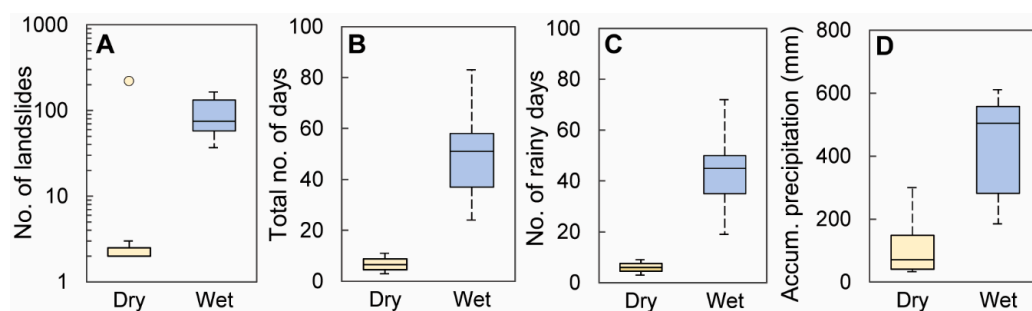 A
No. of landslides
1000
100
10
1
Dry Wet
B
Total no. of days
100
80
60
40
20
0
Dry Wet
C
No. of rainy days
100
80
60
40
20
0
Dry Wet
D
Accum. precipitation (mm)
800
600
400
200
0
Dry Wet